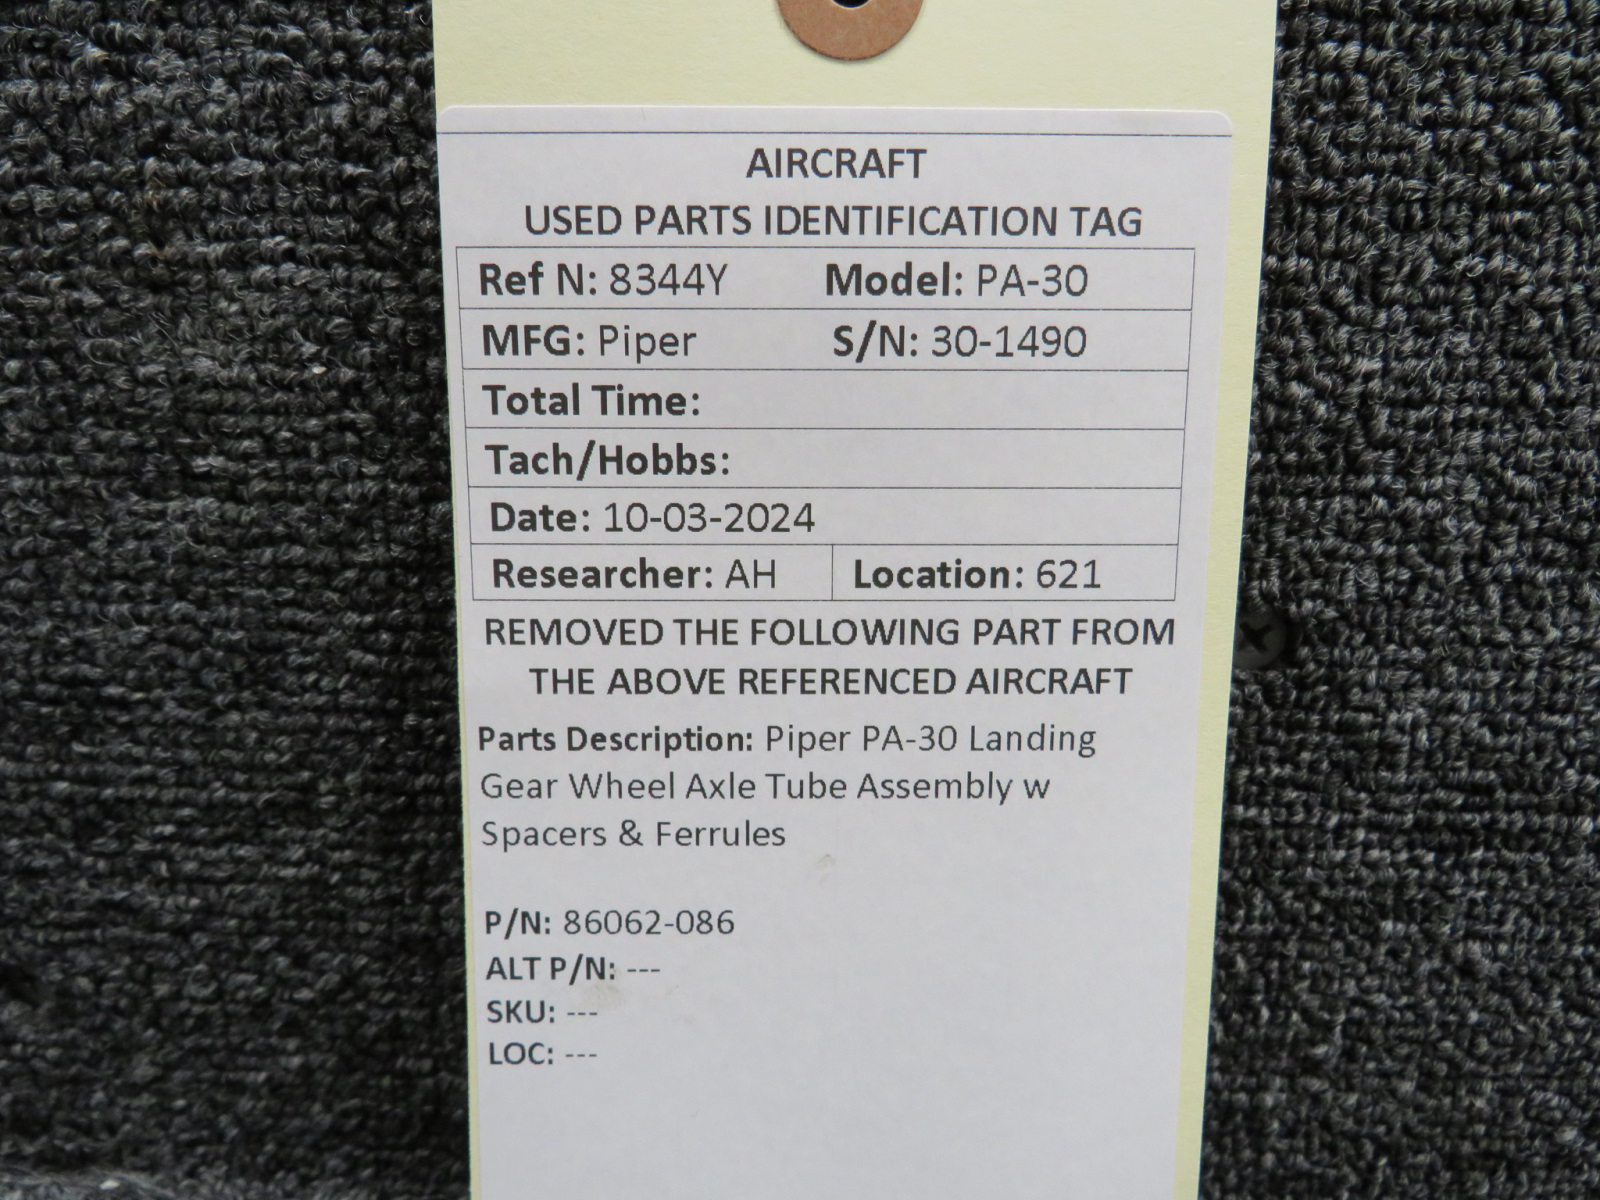 AIRCRAFT
USED PARTS IDENTIFICATION TAG
Ref N: 8344Y Model: PA-30
MFG: Piper S/N: 30-1490
Total Time:
Tach/Hobbs:
Date: 10-03-2024
Researcher: AH Location: 621
REMOVED THE FOLLOWING PART FROM
THE ABOVE REFERENCED AIRCRAFT
Parts Description: Piper PA-30 Landing
Gear Wheel Axle Tube Assembly w
Spacers & Ferrules
P/N: 86062-086
ALT P/N: ---
SKU: ---
LOC: ---